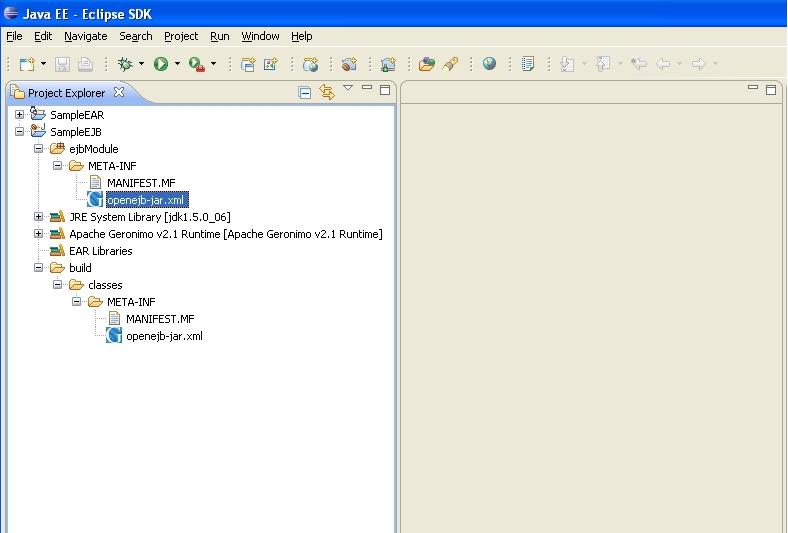 Java EE - Eclipse SDK
File Edit Navigate Search Project Run Window Help
Project Explorer
SampleEAR
SampleEJB
ejbModule
META-INF
MANIFEST.MF
openejb-jar.xml
JRE System Library [jdk1.5.0_06]
Apache Geronimo v2.1 Runtime [Apache Geronimo v2.1 Runtime]
EAR Libraries
build
classes
META-INF
MANIFEST.MF
openejb-jar.xml